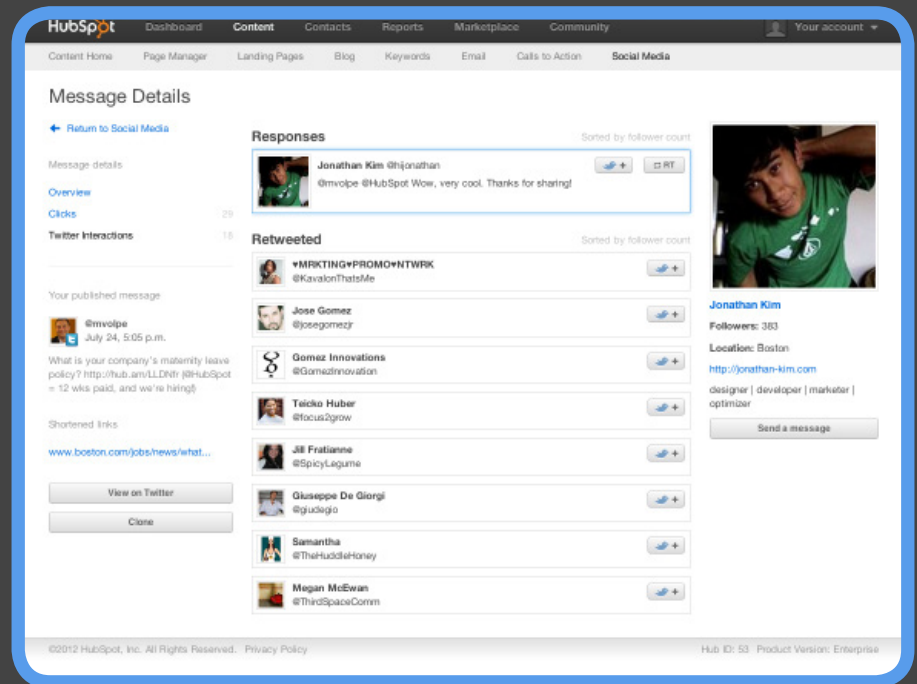 HubSpot Dashboard Content Contacts Reports Marketplace Community Your account
Content Home Page Manager Landing Pages Blog Keywords Email Calls to Action Social Media
Message Details
Return to Social Media
Message details
Overview
Clicks 29
Twitter Interactions 18
Your published message
@mvolpe
July 24, 5:05 p.m.
What is your company's maternity leave
policy? http://hub.am/LLDNfr (@HubSpot
= 12 wks paid, and we're hiring!)
Shortened links
www.boston.com/jobs/news/what...
View on Twitter
Clone
Responses Sorted by follower count
Jonathan Kim @hijonathan
@mvolpe @HubSpot Wow, very cool. Thanks for sharing!
+ RT
Retweeted Sorted by follower count
♥MRKTING♥PROMO♥NTWRK
@KavalonThatsMe
+
Jose Gomez
@josegomezjr
+
Gomez Innovations
@GomezInnovation
+
Teicko Huber
@focus2grow
+
Jill Fratianne
@SpicyLegume
+
Giuseppe De Giorgi
@giudegio
+
Samantha
@TheHuddleHoney
+
Megan McEwan
@ThirdSpaceComm
+
Jonathan Kim
Followers: 383
Location: Boston
http://jonathan-kim.com
designer | developer | marketer |
optimizer
Send a message
©2012 HubSpot, Inc. All Rights Reserved. Privacy Policy
Hub ID: 53 Product Version: Enterprise